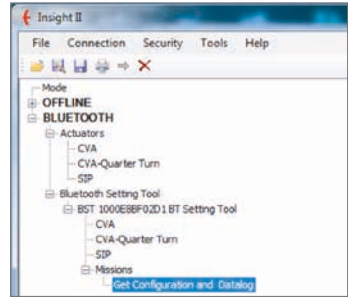 Insight II
File Connection Security Tools Help
Mode
OFFLINE
BLUETOOTH
Actuators
CVA
CVA-Quarter Turn
SIP
Bluetooth Setting Tool
BST 1000E8BF02D1 BT Setting Tool
CVA
CVA-Quarter Turn
SIP
Missions
Get Configuration and Datalog